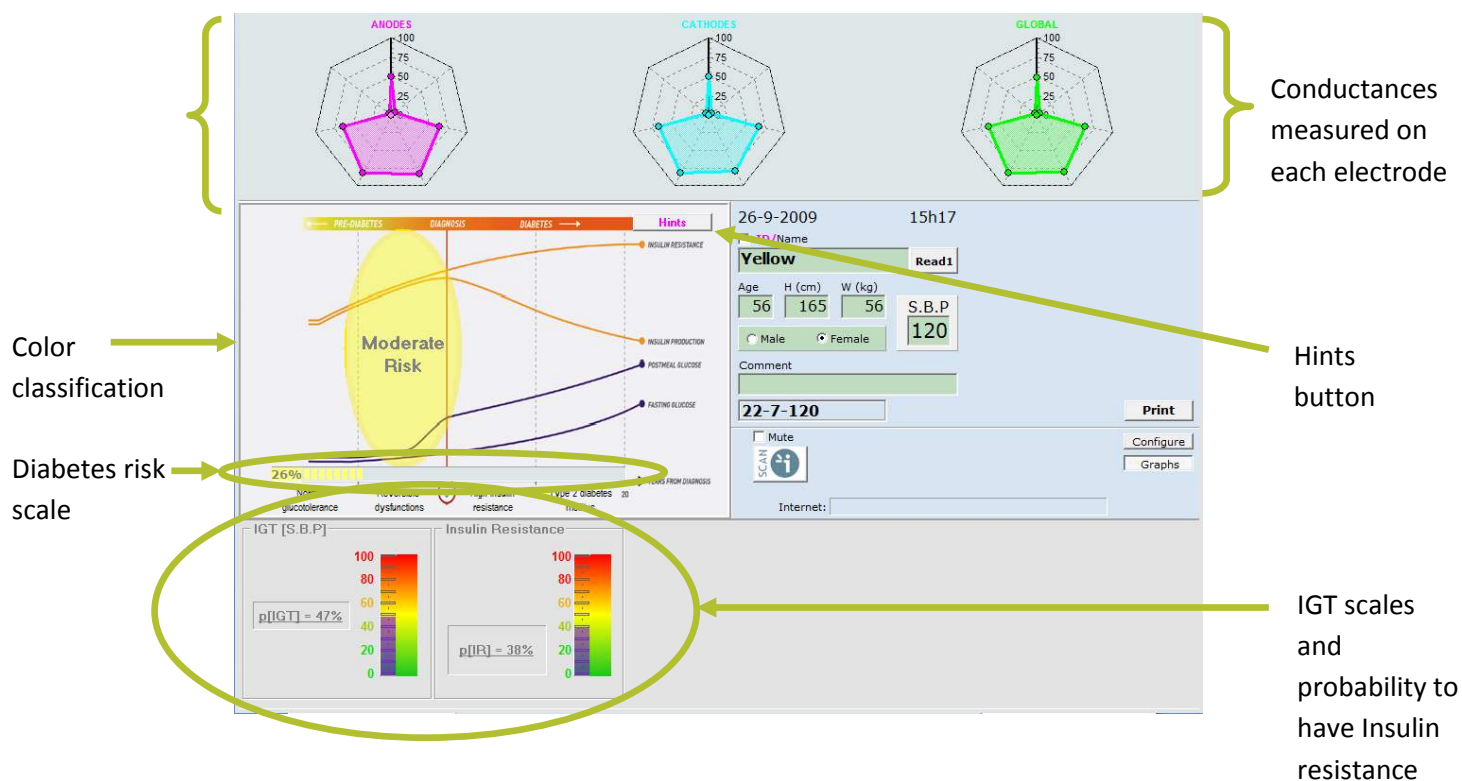 ANODES
100
75
50
25
CATHODES
100
75
50
25
GLOBAL
100
75
50
25
Conductances
measured on
each electrode
PRE-DIABETES DIAGNOSIS DIABETES
Hints
INSULIN RESISTANCE
Moderate
Risk
INSULIN PRODUCTION
POSTMEAL GLUCOSE
FASTING GLUCOSE
26%
YEARS FROM DIAGNOSIS
glucotolerance dysfunctions resistance
Type 2 diabetes 20
26-9-2009 15h17
ID/Name
Yellow Read1
Age H (cm) W (kg)
56 165 56 S.B.P
120
Male Female
Comment
22-7-120 Print
Mute Configure
SCAN i Graphs
Internet:
Color
classification
Diabetes risk
scale
Hints
button
IGT [S.B.P]
100
80
60
p[IGT] = 47%
40
20
0
Insulin Resistance
100
80
60
40
p[IR] = 38%
20
0
IGT scales
and
probability to
have Insulin
resistance